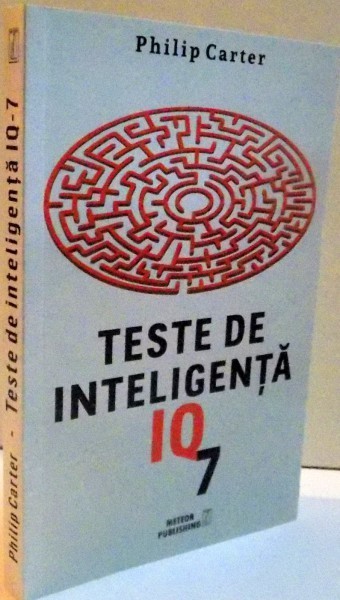 Philip Carter
TESTE DE
INTELIGENȚĂ
IQ
7
METEOR
PUBLISHING
Philip Carter - Teste de inteligență IQ-7